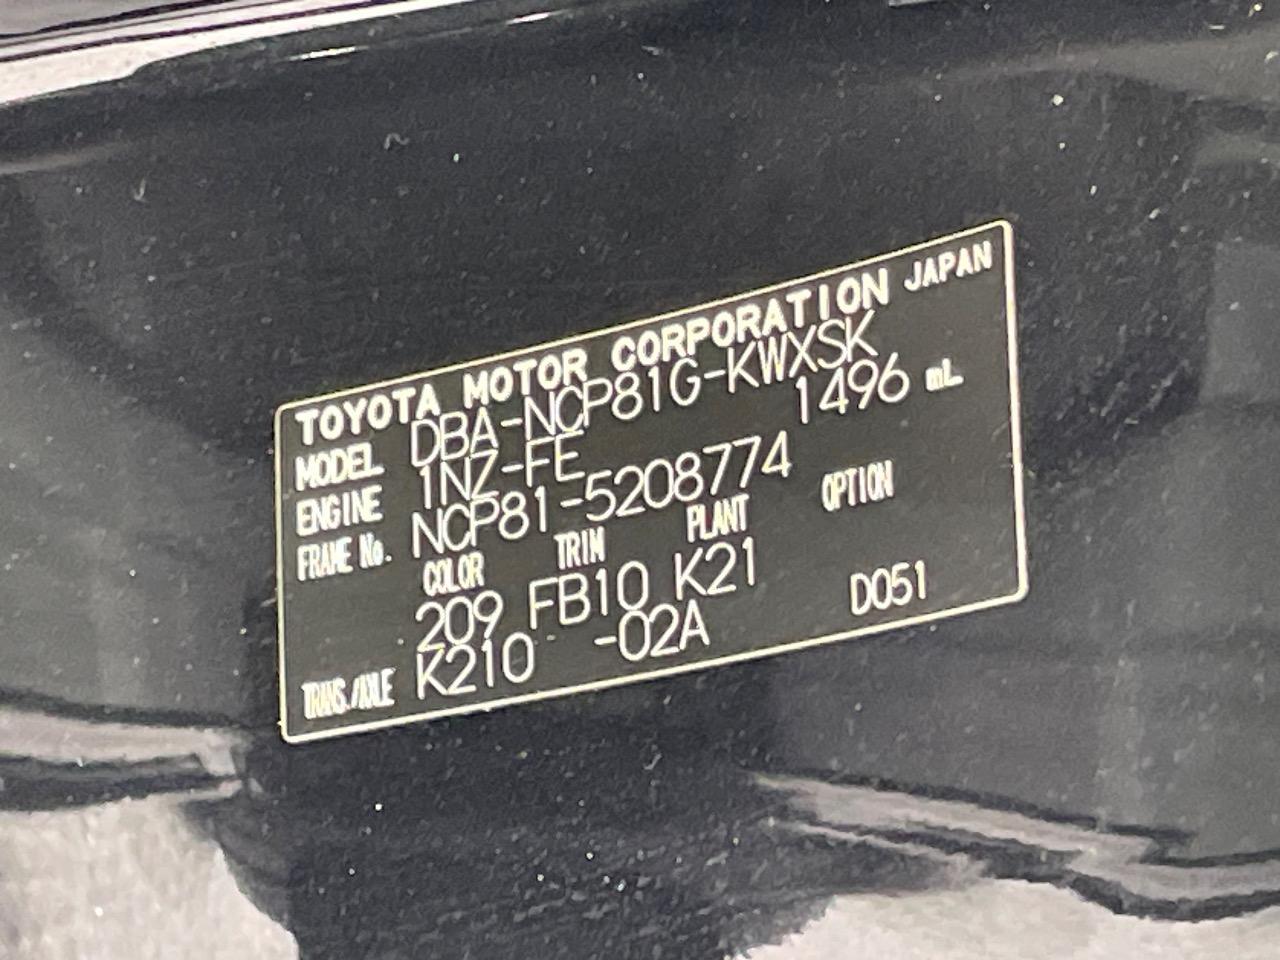 TOYOTA MOTOR CORPORATION JAPAN
MODEL DBA-NCP81G-KWXSK
ENGINE 1NZ-FE 1496 mL
FRAME No. NCP81-5208774
COLOR TRIM PLANT OPTION
209 FB10 K21
TRANS./AXLE K210 -02A D051